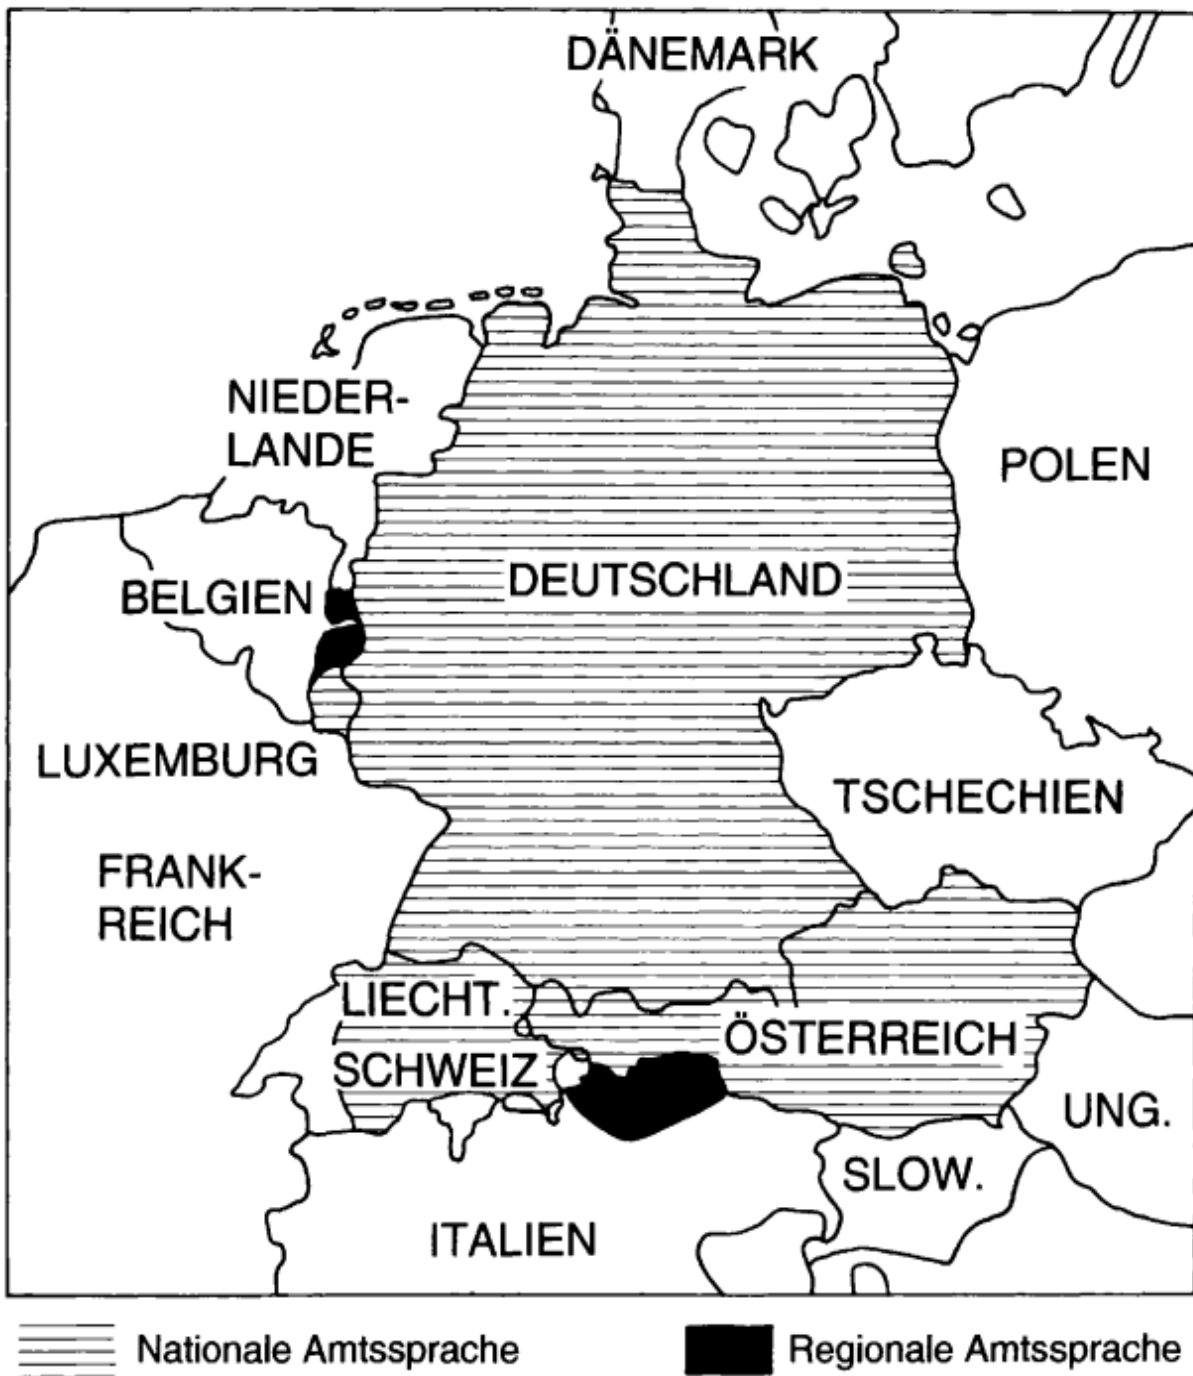 DÄNEMARK
NIEDER-
LANDE
POLEN
BELGIEN
DEUTSCHLAND
LUXEMBURG
TSCHECHIEN
FRANK-
REICH
LIECHT.
ÖSTERREICH
SCHWEIZ
UNG.
SLOW.
ITALIEN
Nationale Amtssprache
Regionale Amtssprache